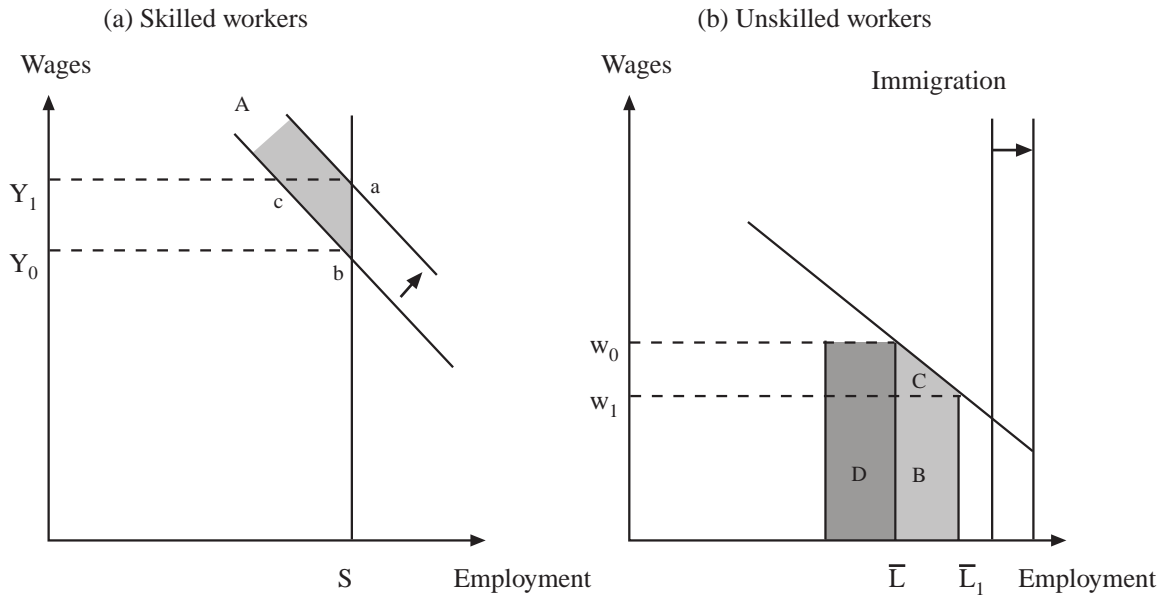 (a) Skilled workers
Wages
A
Y₁
a
c
Y₀
b
S
Employment
(b) Unskilled workers
Wages
Immigration
w₀
C
w₁
D
B
L̅
L̅₁
Employment